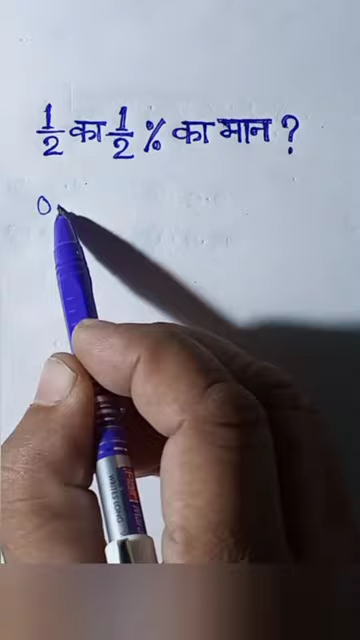 1/2 का 1/2 % का मान ?
0